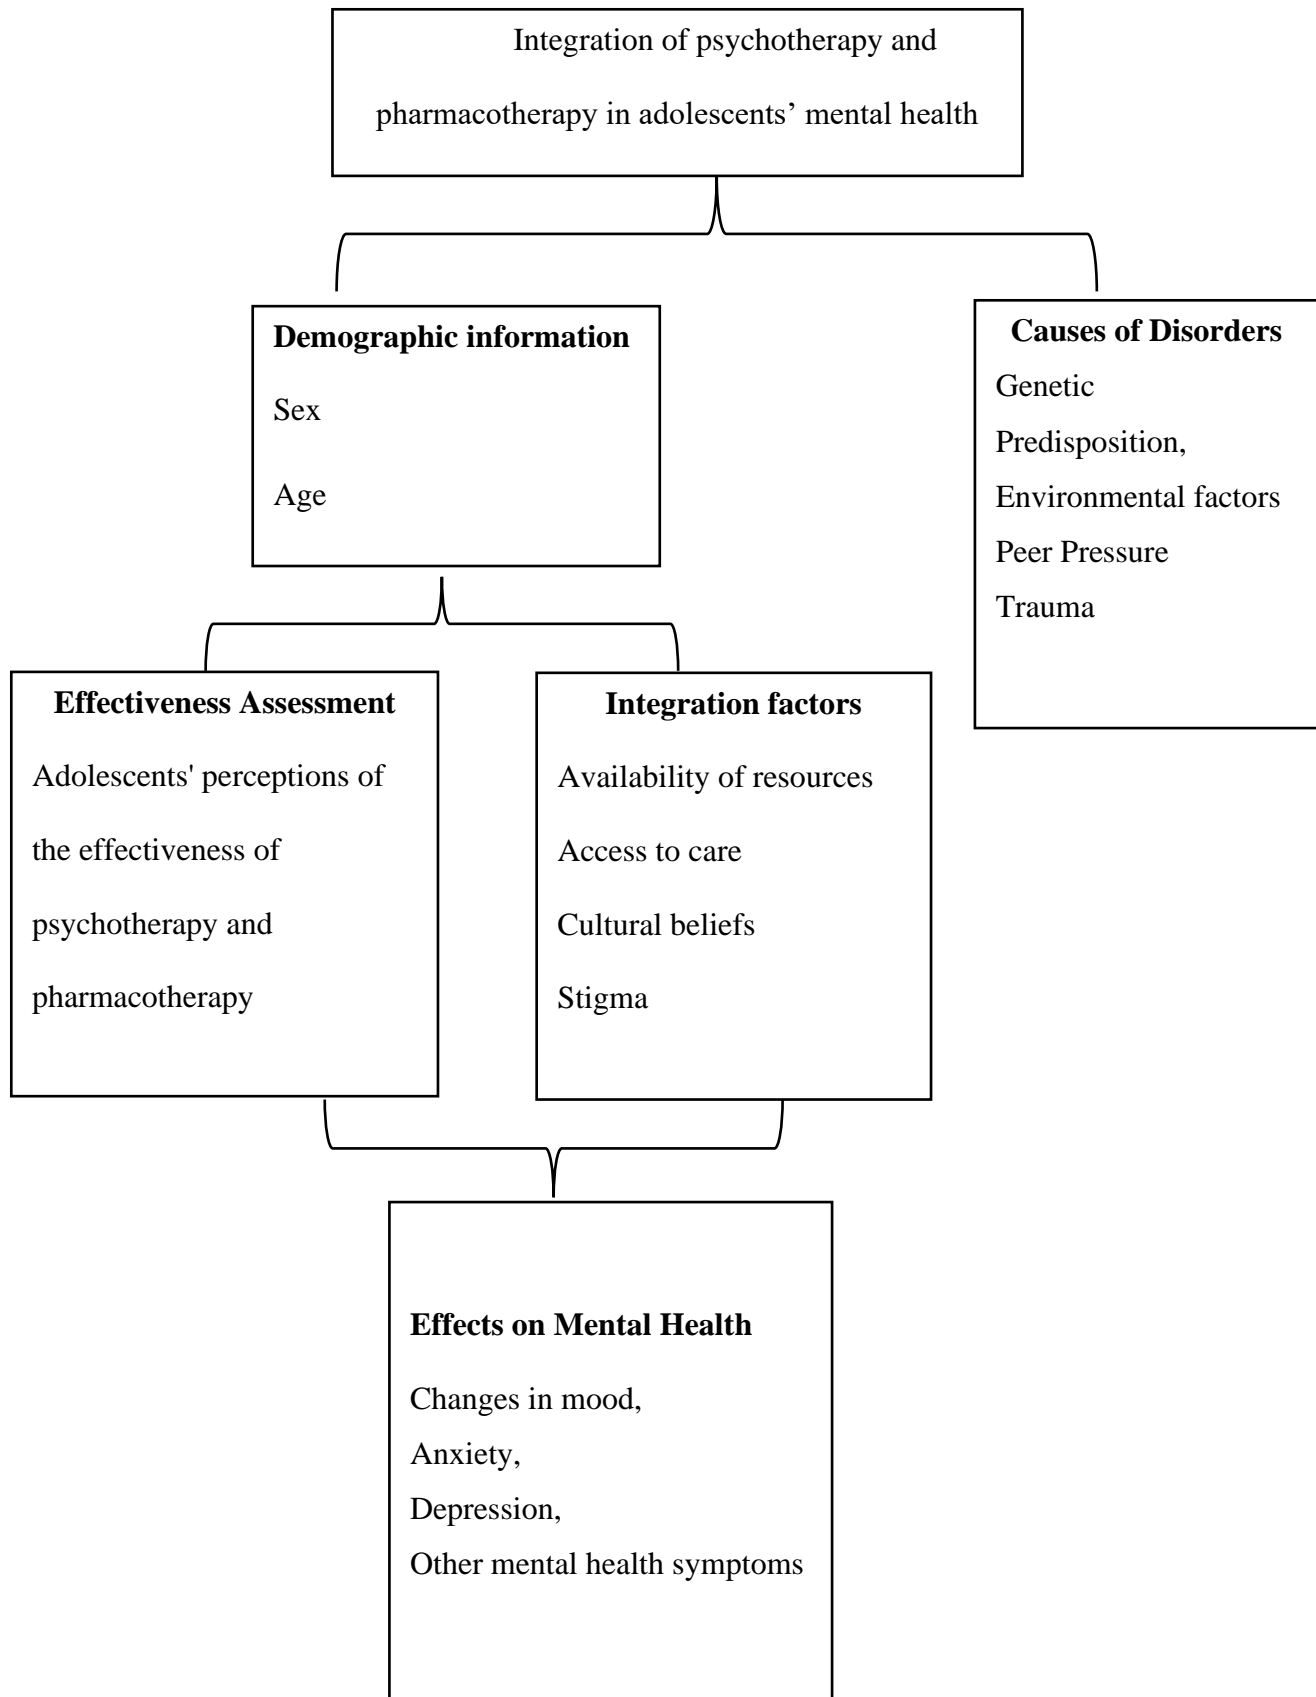 Integration of psychotherapy and
pharmacotherapy in adolescents’ mental health
Demographic information
Sex
Age
Causes of Disorders
Genetic
Predisposition,
Environmental factors
Peer Pressure
Trauma
Effectiveness Assessment
Adolescents' perceptions of
the effectiveness of
psychotherapy and
pharmacotherapy
Integration factors
Availability of resources
Access to care
Cultural beliefs
Stigma
Effects on Mental Health
Changes in mood,
Anxiety,
Depression,
Other mental health symptoms